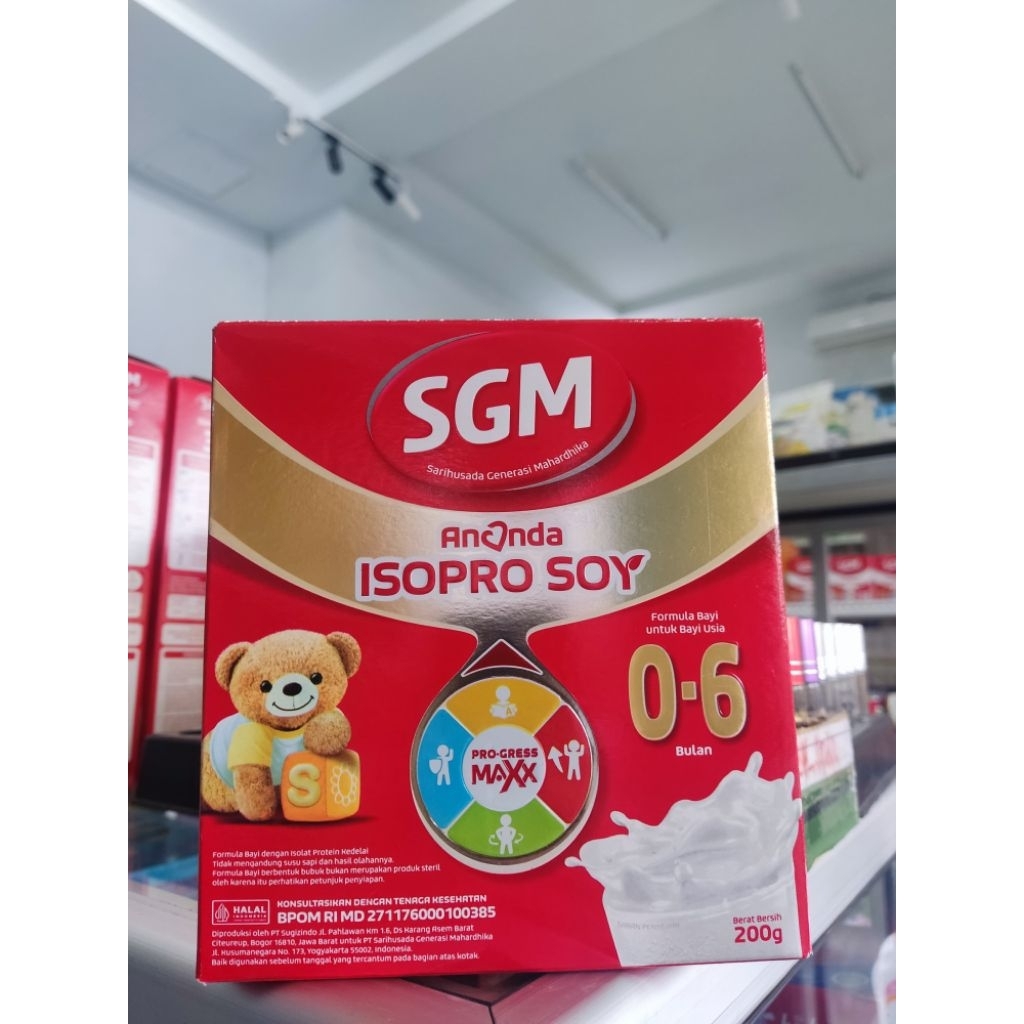 SGM
Sarihusada Generasi Mahardhika
Ananda
ISOPRO SOY
Formula Bayi
untuk Bayi Usia
0-6
Bulan
PRO-GRESS
MAXX
S
Formula Bayi dengan Isolat Protein Kedelai
Tidak mengandung susu sapi dan hasil olahannya.
Formula Bayi berbentuk bubuk bukan merupakan produk steril
oleh karena itu perhatikan petunjuk penyiapan.
HALAL
INDONESIA
KONSULTASIKAN DENGAN TENAGA KESEHATAN
BPOM RI MD 271176000100385
Diproduksi oleh PT Sugizindo Jl. Pahlawan Km 1.6, Ds Karang Asem Barat
Citeureup, Bogor 16810, Jawa Barat untuk PT Sarihusada Generasi Mahardhika
Jl. Kusumanegara No. 173, Yogyakarta 55002, Indonesia.
Baik digunakan sebelum tanggal yang tercantum pada bagian atas kotak.
Berat Bersih
200g